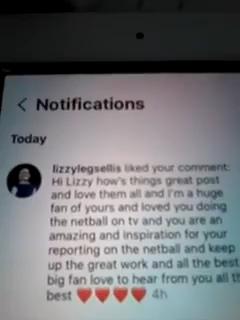 Notifications
Today
lizzylegsellis liked your comment:
Hi Lizzy how's things great post
and love them all and I'm a huge
fan of yours and loved you doing
the netball on tv and you are an
amazing and inspiration for your
reporting on the netball and keep
up the great work and all the best
big fan love to hear from you all th
best ❤️❤️❤️❤️ 4h